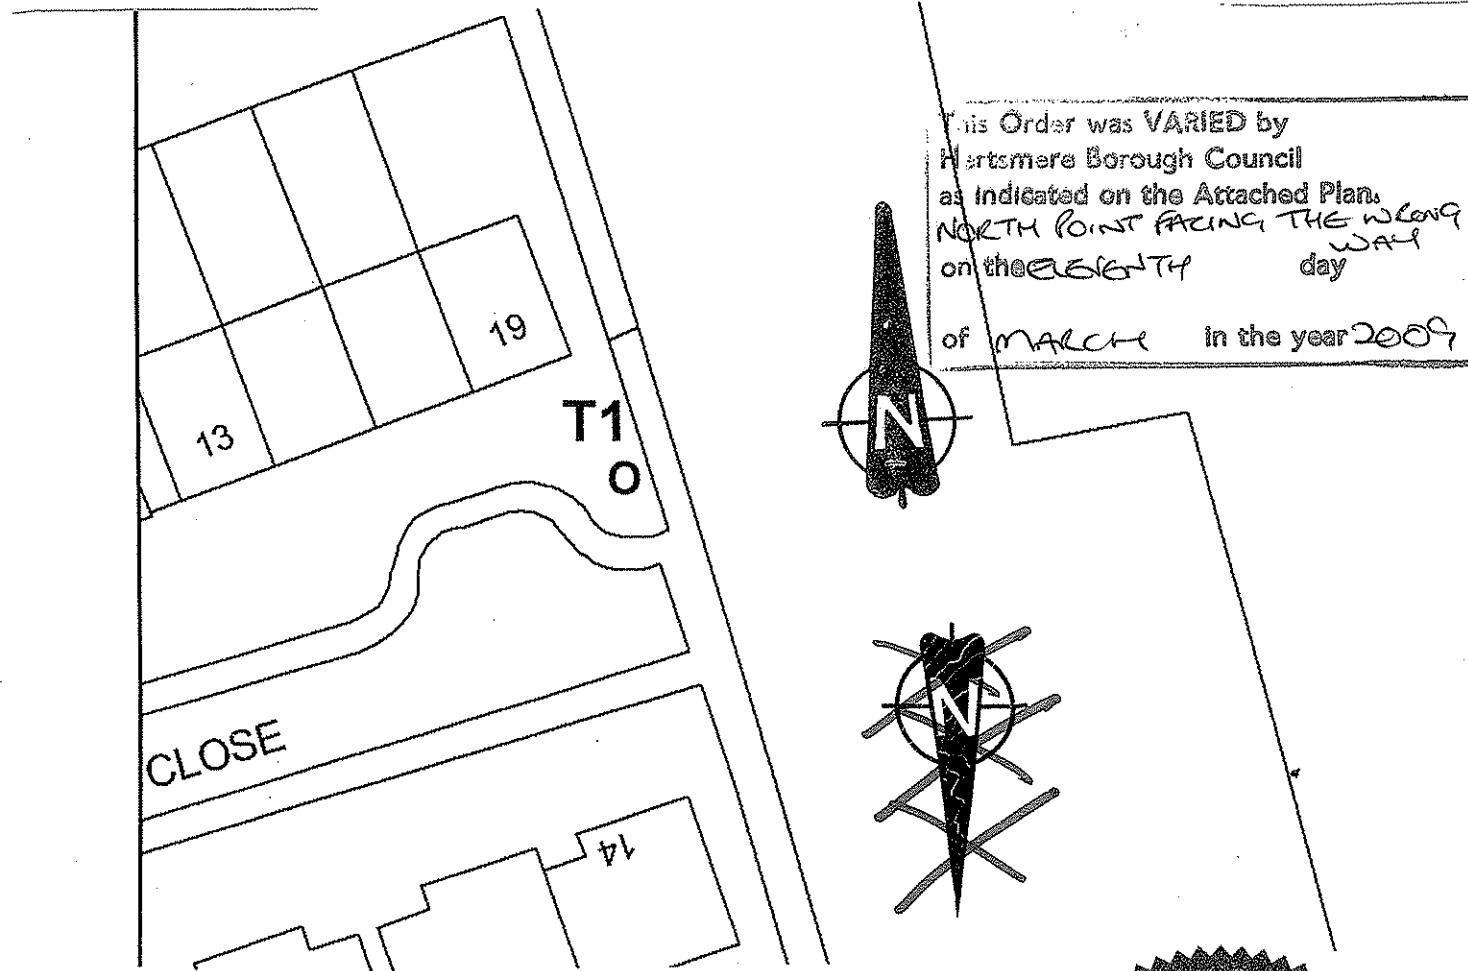 This Order was VARIED by
Hertsmere Borough Council
as indicated on the Attached Plan.
NORTH POINT FACING THE WRONG
WAY
on the ELEVENTH day
of MARCH in the year 2009
19
13
T1
O
N
N
CLOSE
14